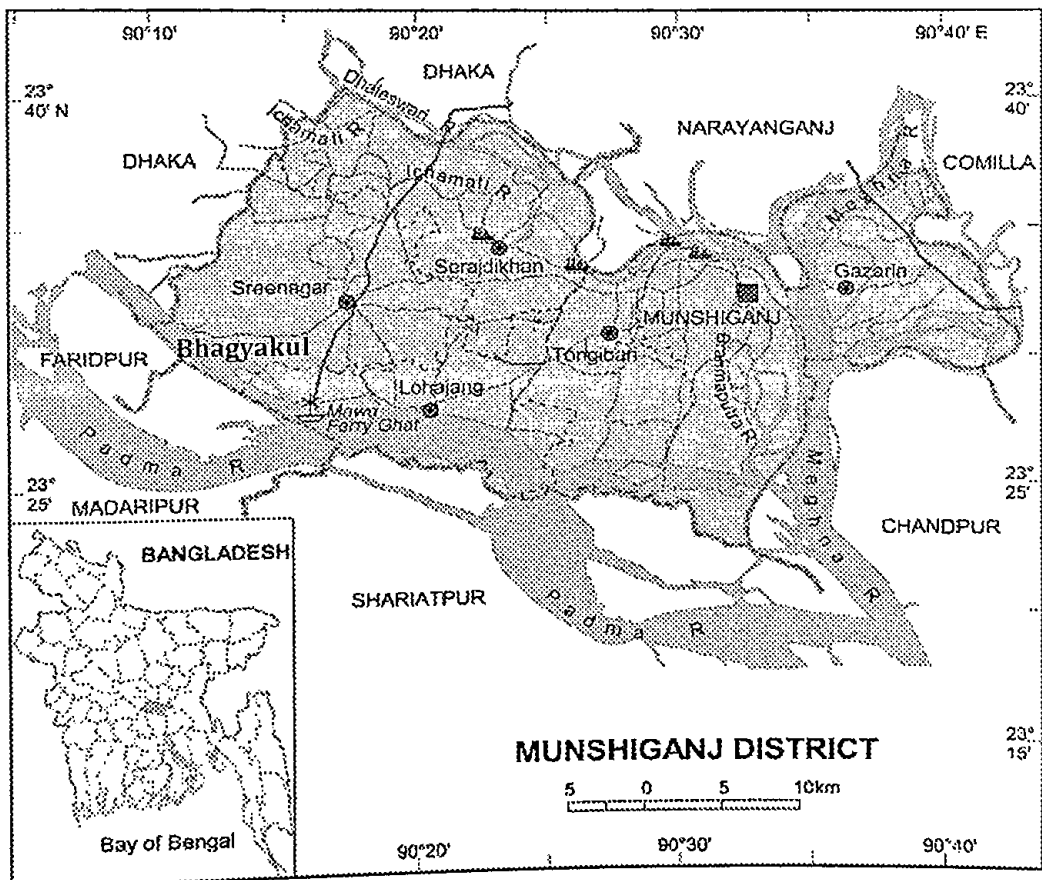 90°10' 90°20' 90°30' 90°40' E
23°
40' N
23°
40'
DHAKA
Dhaleswari R
Ichhmati R
NARAYANGANJ
COMILLA
DHAKA
Ichamati R
Meghna R
Serajdikhan
Gazaria
Sreenagar
MUNSHIGANJ
Bhagyakul
Tongibari
FARIDPUR
Lohajang
Brahmaputra R
Mawa
Ferry Ghat
Padma R
Meghna R
23°
25'
23°
25'
MADARIPUR
CHANDPUR
BANGLADESH
SHARIATPUR
Padma R
MUNSHIGANJ DISTRICT
23°
15'
5 0 5 10km
Bay of Bengal
90°20' 90°30' 90°40'